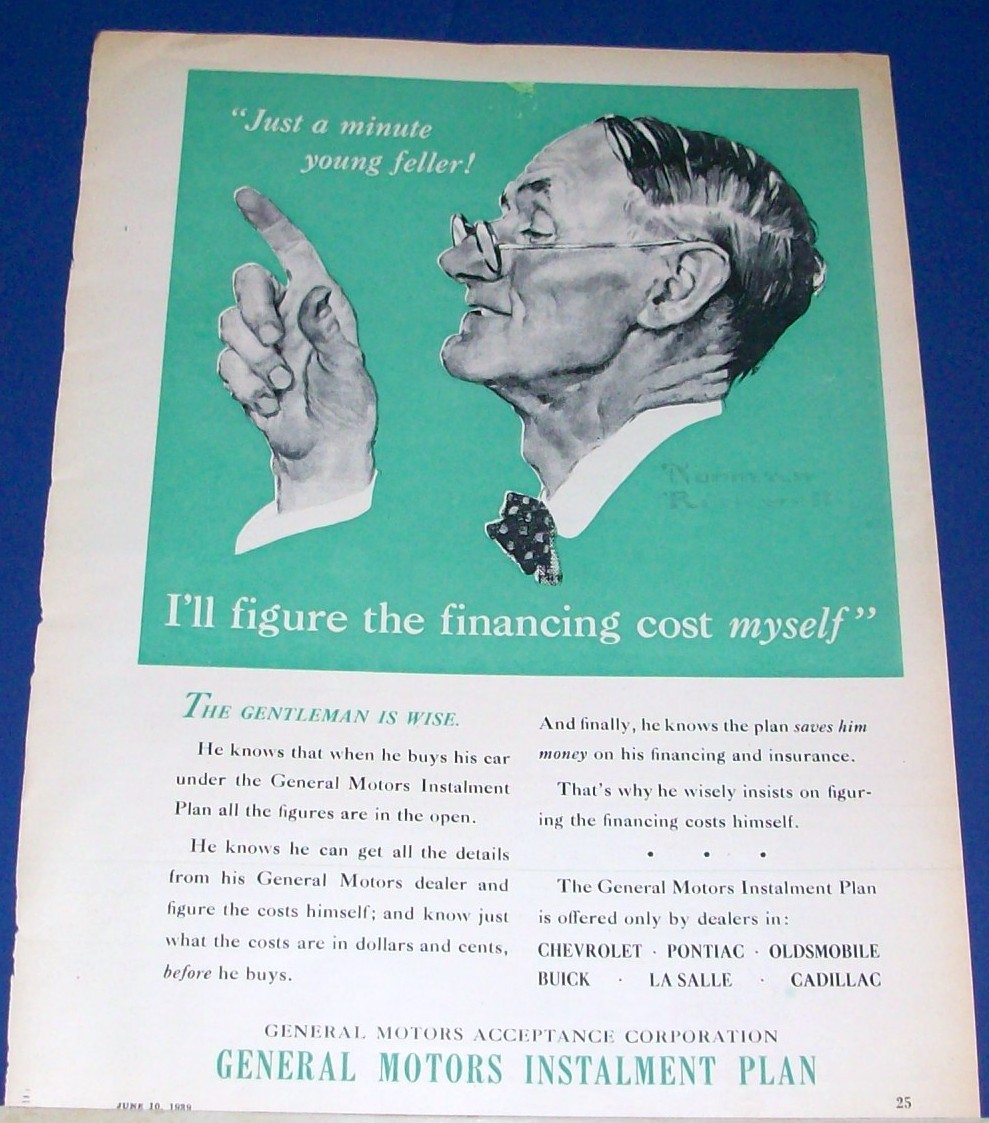 “Just a minute
young feller!
Norman
Rockwell
I’ll figure the financing cost myself”
THE GENTLEMAN IS WISE.
He knows that when he buys his car
under the General Motors Instalment
Plan all the figures are in the open.
He knows he can get all the details
from his General Motors dealer and
figure the costs himself; and know just
what the costs are in dollars and cents,
before he buys.
And finally, he knows the plan saves him
money on his financing and insurance.
That’s why he wisely insists on figur-
ing the financing costs himself.
• • •
The General Motors Instalment Plan
is offered only by dealers in:
CHEVROLET · PONTIAC · OLDSMOBILE
BUICK · LA SALLE · CADILLAC
GENERAL MOTORS ACCEPTANCE CORPORATION
GENERAL MOTORS INSTALMENT PLAN
JUNE 10, 1939
25